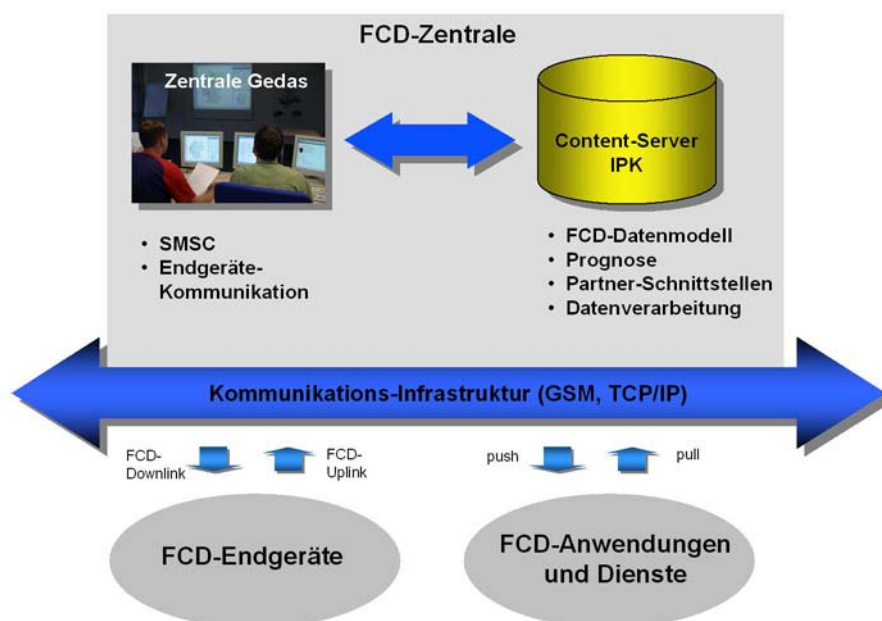 FCD-Zentrale
Zentrale Gedas
Content-Server
IPK
• SMSC
• Endgeräte-
Kommunikation
• FCD-Datenmodell
• Prognose
• Partner-Schnittstellen
• Datenverarbeitung
Kommunikations-Infrastruktur (GSM, TCP/IP)
FCD-
Downlink
FCD-
Uplink
push
pull
FCD-Endgeräte
FCD-Anwendungen
und Dienste